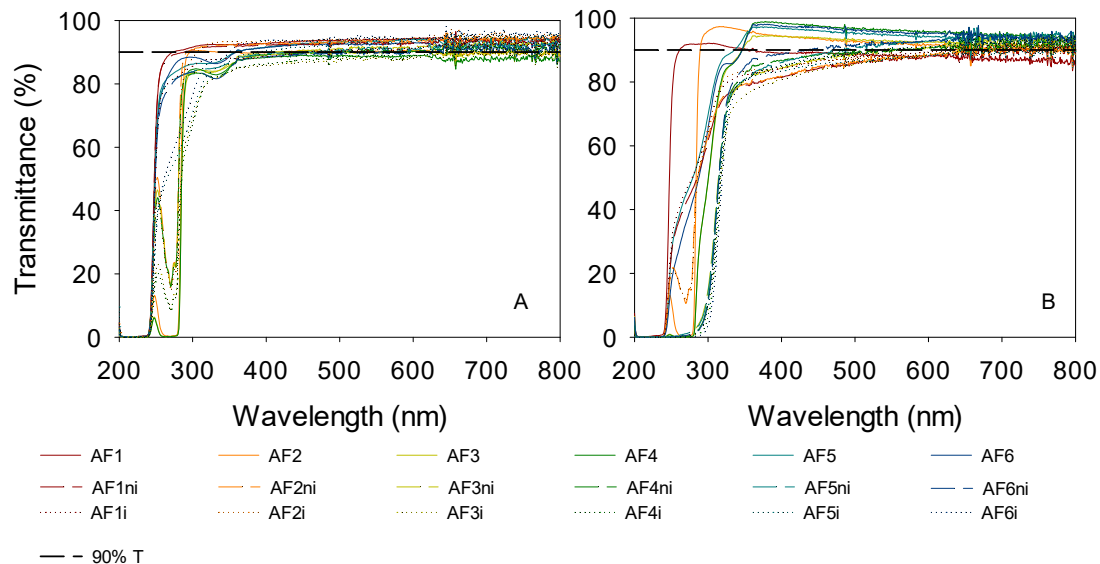 100 100
80 80
60 60
40 40
20 20
0 0
Transmittance (%)
A B
200 300 400 500 600 700 800 200 300 400 500 600 700 800
Wavelength (nm) Wavelength (nm)
AF1 AF2 AF3 AF4 AF5 AF6
AF1ni AF2ni AF3ni AF4ni AF5ni AF6ni
AF1i AF2i AF3i AF4i AF5i AF6i
90% T